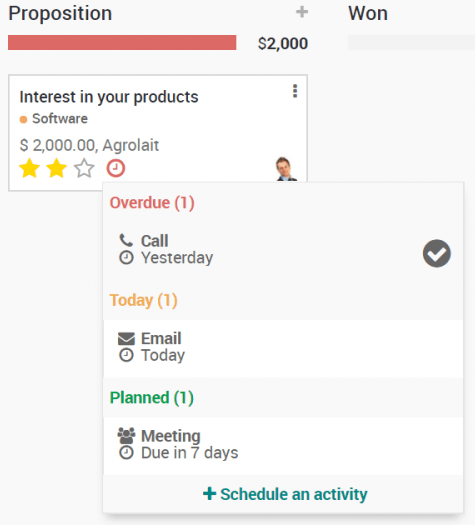 Proposition + Won
$2,000
Interest in your products
Software
$ 2,000.00, Agrolait
Overdue (1)
Call
Yesterday
Today (1)
Email
Today
Planned (1)
Meeting
Due in 7 days
+ Schedule an activity